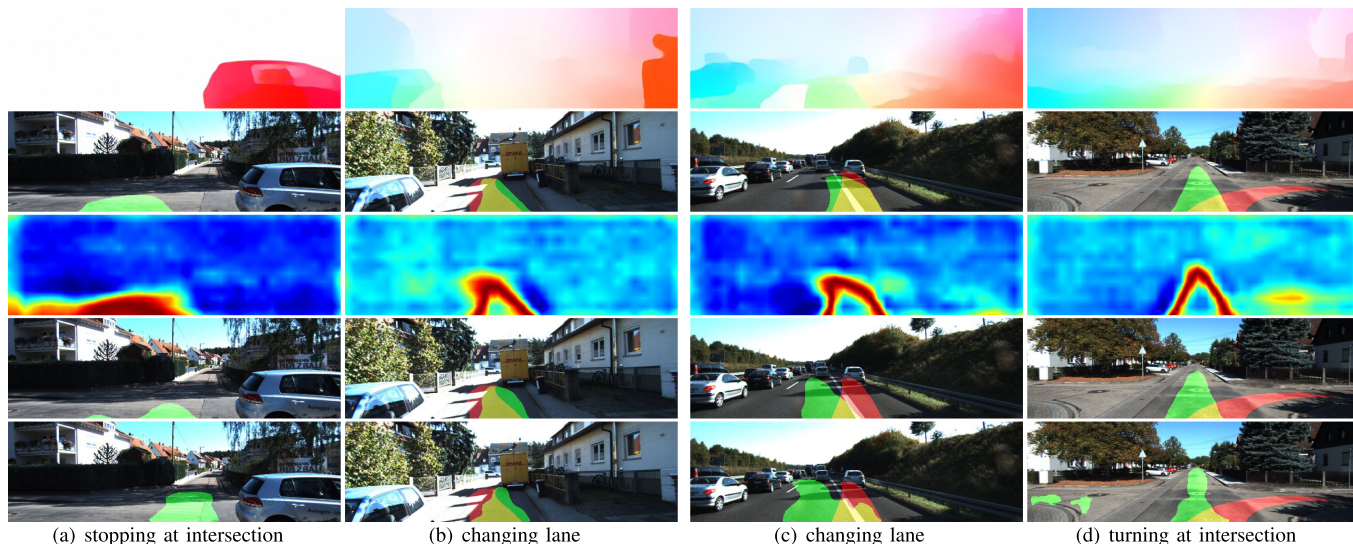 (a) stopping at intersection
(b) changing lane
(c) changing lane
(d) turning at intersection